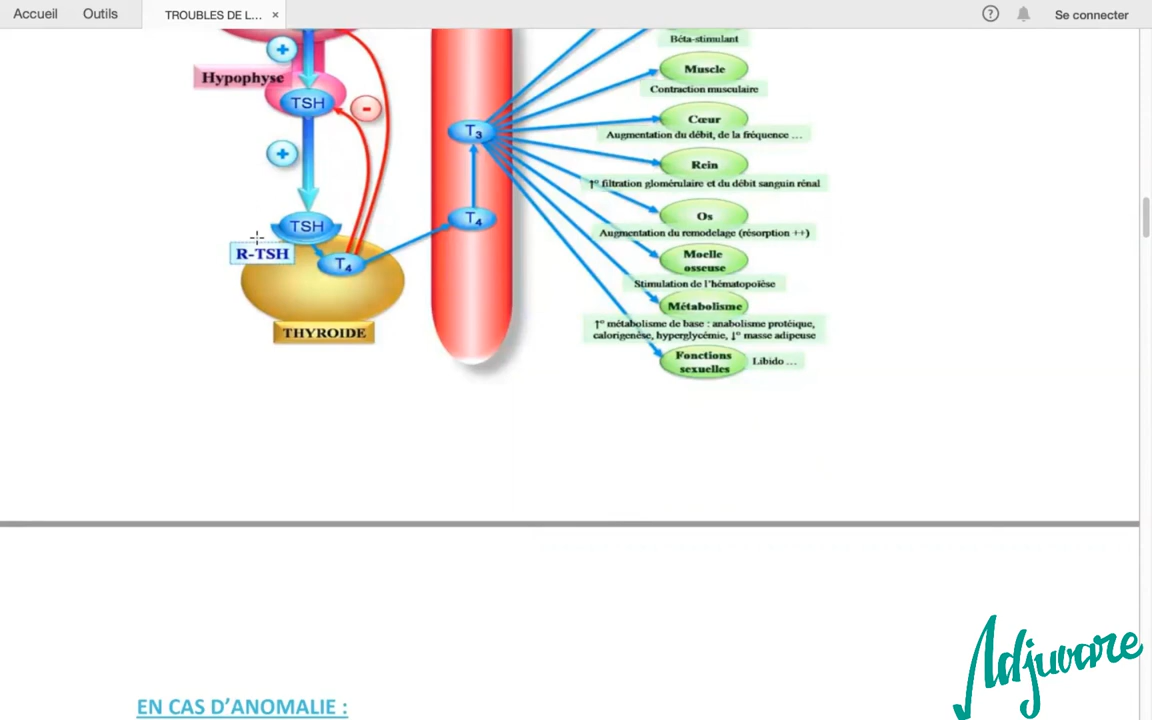 Accueil
Outils
TROUBLES DE L...
×
?
Se connecter
Béta-stimulant
+
Hypophyse
TSH
-
+
TSH
R-TSH
T4
THYROIDE
T3
T4
Muscle
Contraction musculaire
Cœur
Augmentation du débit, de la fréquence …
Rein
↑° filtration glomérulaire et du débit sanguin rénal
Os
Augmentation du remodelage (résorption ++)
Moelle
osseuse
Stimulation de l'hématopoïèse
Métabolisme
↑° métabolisme de base : anabolisme protéique,
calorigenèse, hyperglycémie, ↓° masse adipeuse
Fonctions
sexuelles
Libido …
EN CAS D'ANOMALIE :
Adjuvare